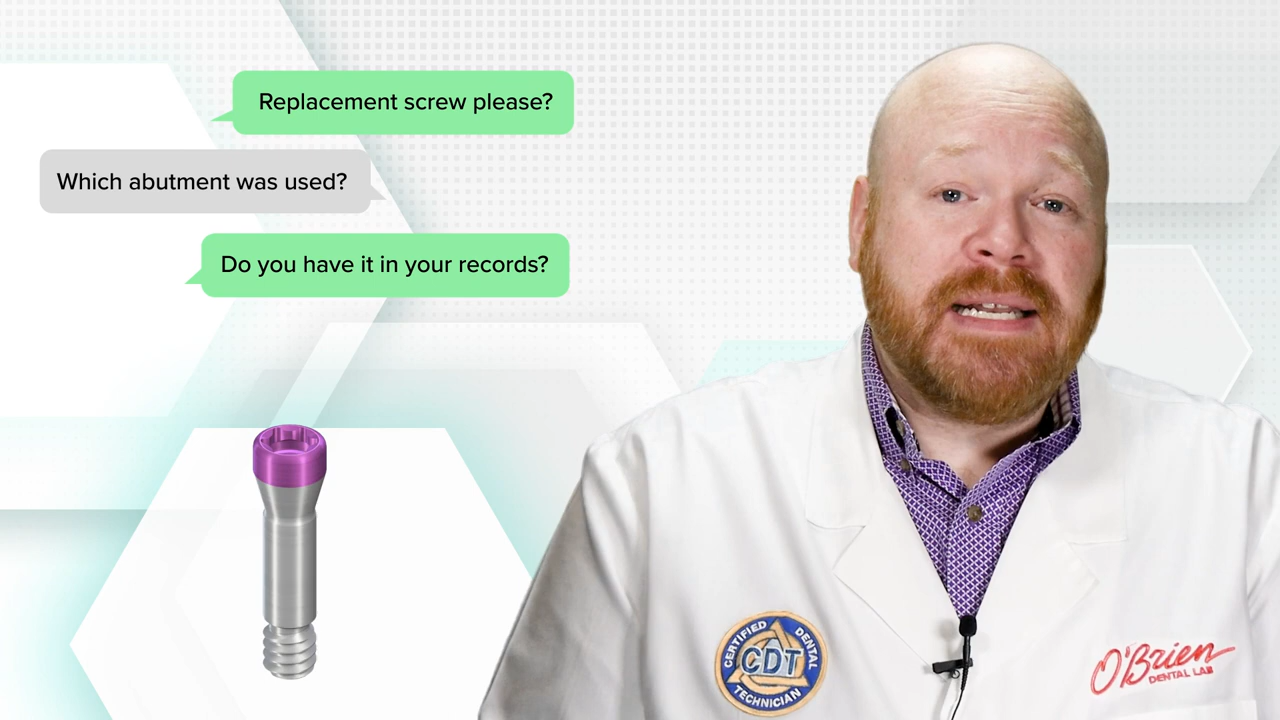 Replacement screw please?
Which abutment was used?
Do you have it in your records?
CERTIFIED DENTAL
CDT
TECHNICIAN
O'Brien
DENTAL LAB